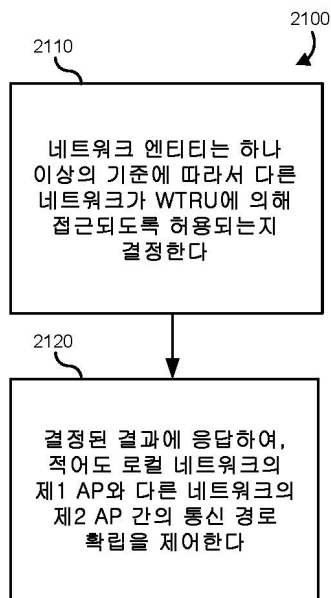 2100
2110
네트워크 엔티티는 하나
이상의 기준에 따라서 다른
네트워크가 WTRU에 의해
접근되도록 허용되는지
결정한다
2120
결정된 결과에 응답하여,
적어도 로컬 네트워크의
제1 AP와 다른 네트워크의
제2 AP 간의 통신 경로
확립을 제어한다